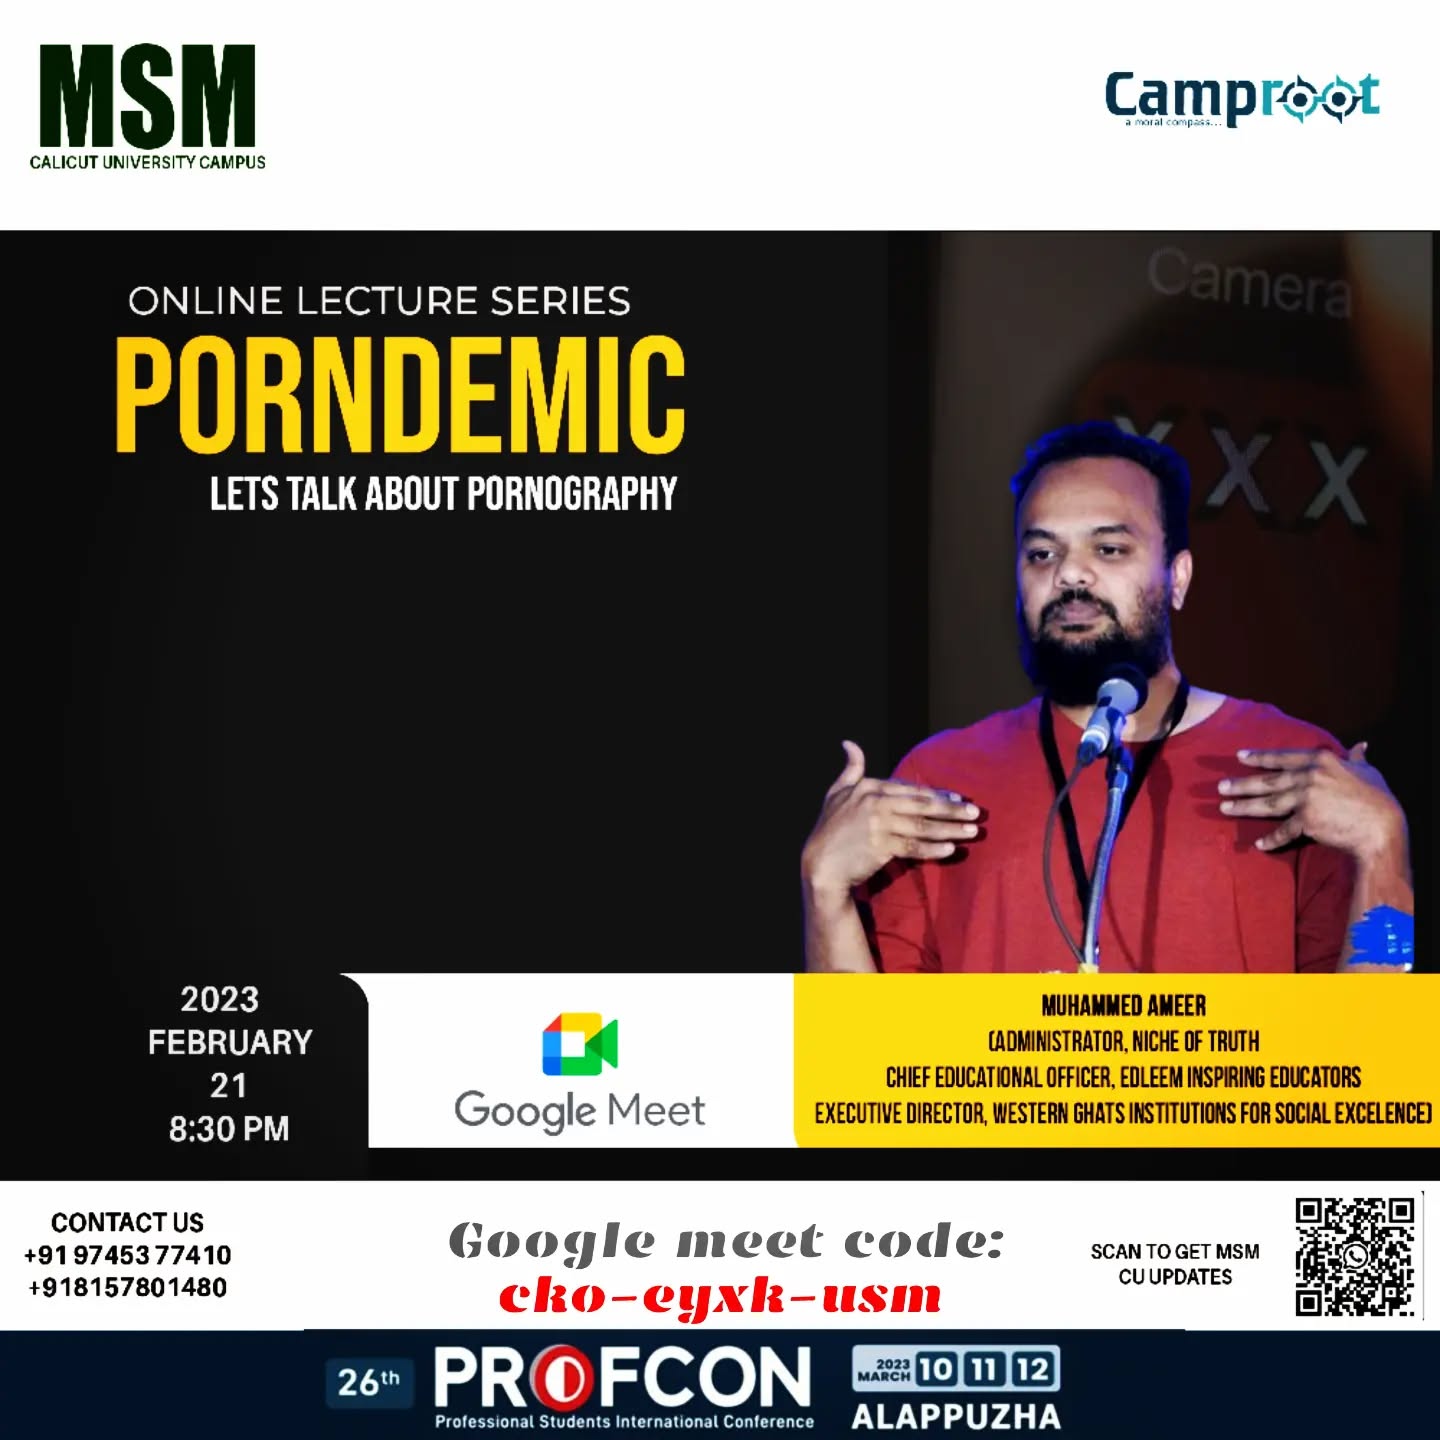 MSM
CALICUT UNIVERSITY CAMPUS
Camproot
a moral compass...
ONLINE LECTURE SERIES
PORNDEMIC
LETS TALK ABOUT PORNOGRAPHY
Camera
XXX
2023
FEBRUARY
21
8:30 PM
Google Meet
MUHAMMED AMEER
(ADMINISTRATOR, NICHE OF TRUTH
CHIEF EDUCATIONAL OFFICER, EDLEEM INSPIRING EDUCATORS
EXECUTIVE DIRECTOR, WESTERN GHATS INSTITUTIONS FOR SOCIAL EXCELENCE)
CONTACT US
+91 97453 77410
+918157801480
Google meet code:
cko-eyxk-usm
SCAN TO GET MSM
CU UPDATES
26th
PROFCON
Professional Students International Conference
2023
MARCH
10 11 12
ALAPPUZHA